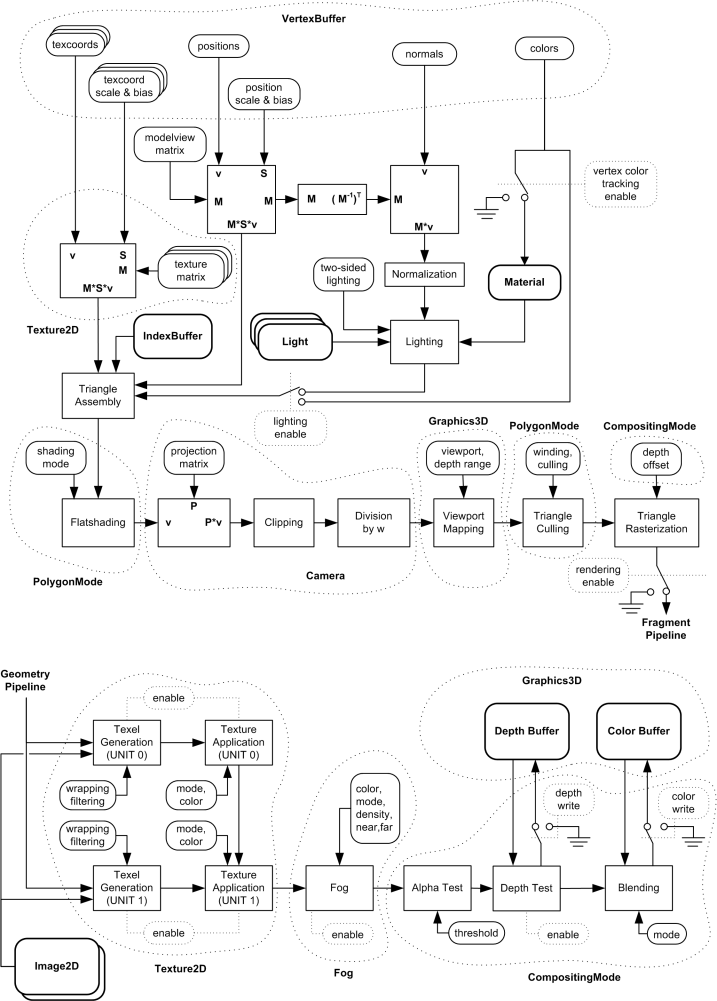 VertexBuffer
texcoords
positions
normals
colors
texcoord
scale & bias
position
scale & bias
modelview
matrix
v S
M M
M*S*v
M (M⁻¹)ᵀ
v
M
M*v
vertex color
tracking
enable
v S
M
M*S*v
texture
matrix
Texture2D
Normalization
two-sided
lighting
Material
IndexBuffer
Light
Lighting
Triangle
Assembly
lighting
enable
Graphics3D
PolygonMode
CompositingMode
shading
mode
projection
matrix
viewport,
depth range
winding,
culling
depth
offset
Flatshading
P
v P*v
Clipping
Division
by w
Viewport
Mapping
Triangle
Culling
Triangle
Rasterization
PolygonMode
Camera
rendering
enable
Fragment
Pipeline
Geometry
Pipeline
enable
Texel
Generation
(UNIT 0)
Texture
Application
(UNIT 0)
wrapping
filtering
mode,
color
wrapping
filtering
mode,
color
Texel
Generation
(UNIT 1)
Texture
Application
(UNIT 1)
enable
Image2D
Texture2D
color,
mode,
density,
near,far
Fog
enable
Fog
Graphics3D
Depth Buffer
Color Buffer
depth
write
color
write
Alpha Test
Depth Test
Blending
threshold
enable
mode
CompositingMode